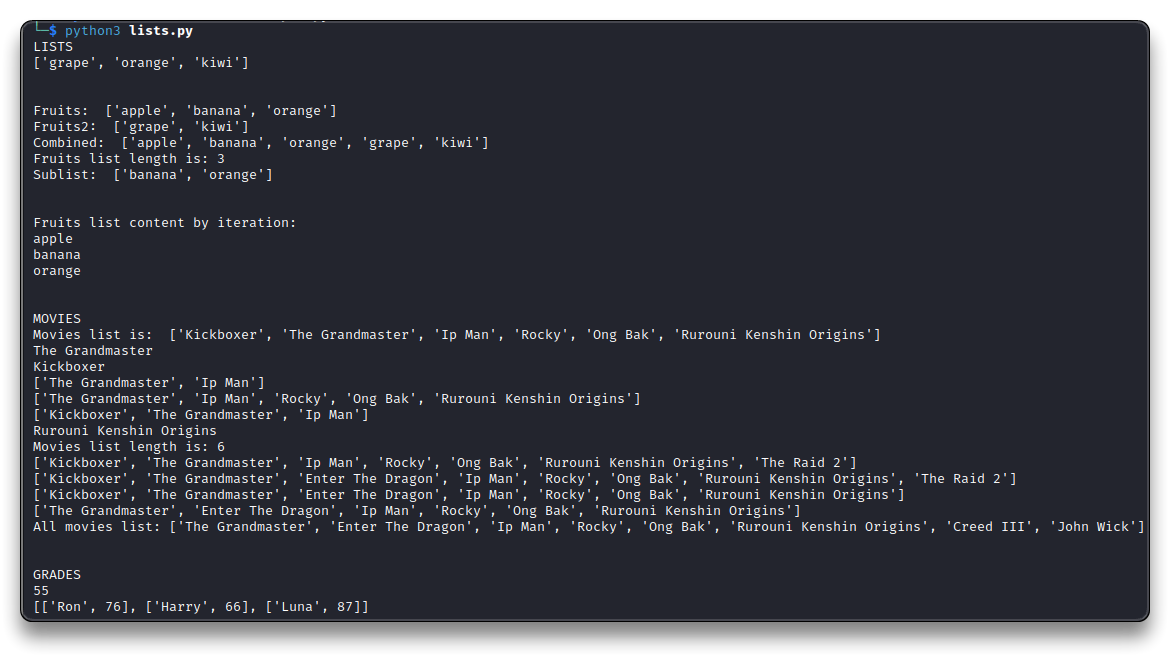 └─$ python3 lists.py
LISTS
['grape', 'orange', 'kiwi']
Fruits:  ['apple', 'banana', 'orange']
Fruits2:  ['grape', 'kiwi']
Combined:  ['apple', 'banana', 'orange', 'grape', 'kiwi']
Fruits list length is: 3
Sublist:  ['banana', 'orange']
Fruits list content by iteration:
apple
banana
orange
MOVIES
Movies list is:  ['Kickboxer', 'The Grandmaster', 'Ip Man', 'Rocky', 'Ong Bak', 'Rurouni Kenshin Origins']
The Grandmaster
Kickboxer
['The Grandmaster', 'Ip Man']
['The Grandmaster', 'Ip Man', 'Rocky', 'Ong Bak', 'Rurouni Kenshin Origins']
['Kickboxer', 'The Grandmaster', 'Ip Man']
Rurouni Kenshin Origins
Movies list length is: 6
['Kickboxer', 'The Grandmaster', 'Ip Man', 'Rocky', 'Ong Bak', 'Rurouni Kenshin Origins', 'The Raid 2']
['Kickboxer', 'The Grandmaster', 'Enter The Dragon', 'Ip Man', 'Rocky', 'Ong Bak', 'Rurouni Kenshin Origins', 'The Raid 2']
['Kickboxer', 'The Grandmaster', 'Enter The Dragon', 'Ip Man', 'Rocky', 'Ong Bak', 'Rurouni Kenshin Origins']
['The Grandmaster', 'Enter The Dragon', 'Ip Man', 'Rocky', 'Ong Bak', 'Rurouni Kenshin Origins']
All movies list: ['The Grandmaster', 'Enter The Dragon', 'Ip Man', 'Rocky', 'Ong Bak', 'Rurouni Kenshin Origins', 'Creed III', 'John Wick']
GRADES
55
[['Ron', 76], ['Harry', 66], ['Luna', 87]]